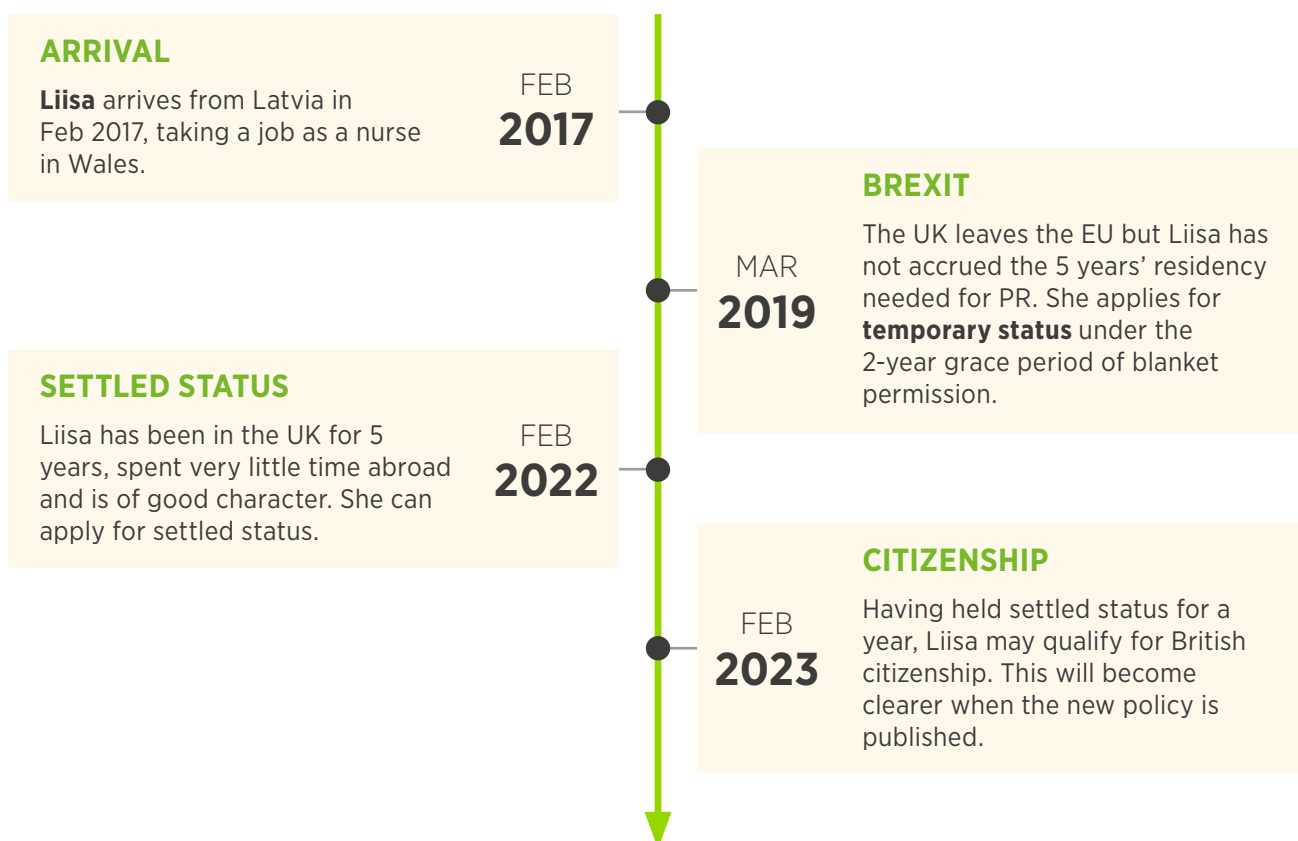 ARRIVAL
Liisa arrives from Latvia in
Feb 2017, taking a job as a nurse
in Wales.
FEB
2017
BREXIT
The UK leaves the EU but Liisa has
not accrued the 5 years’ residency
needed for PR. She applies for
temporary status under the
2-year grace period of blanket
permission.
MAR
2019
SETTLED STATUS
Liisa has been in the UK for 5
years, spent very little time abroad
and is of good character. She can
apply for settled status.
FEB
2022
CITIZENSHIP
Having held settled status for a
year, Liisa may qualify for British
citizenship. This will become
clearer when the new policy is
published.
FEB
2023